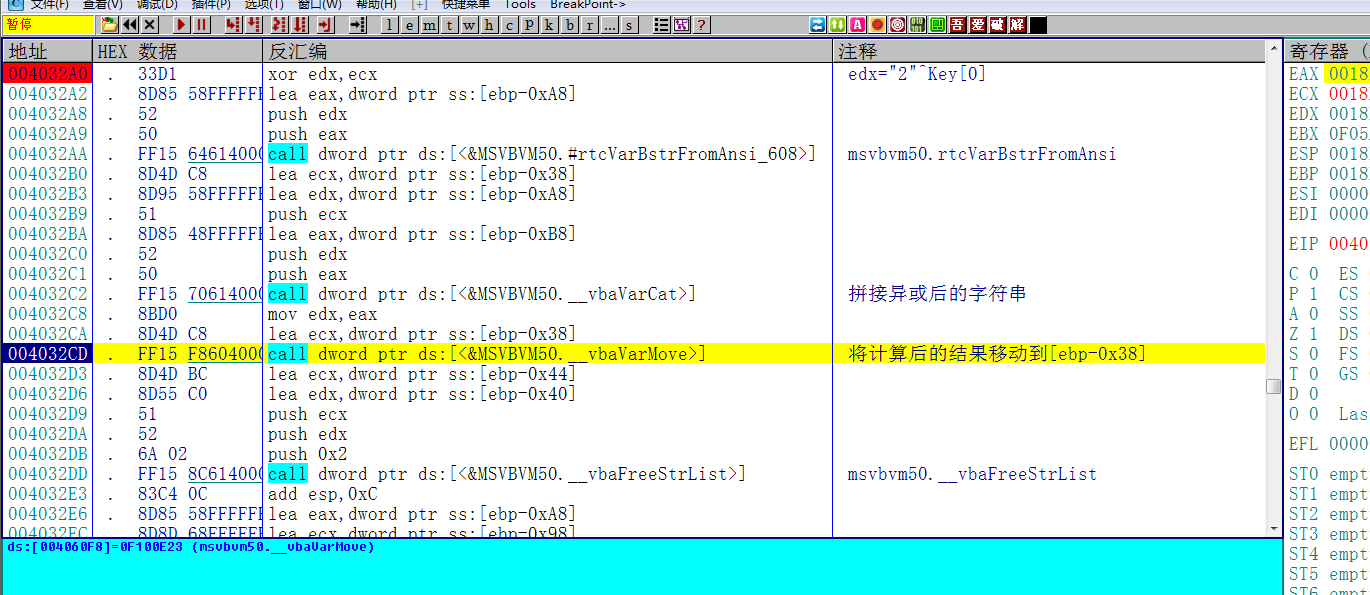 文件(F) 查看(V) 调试(D) 插件(P) 选项(T) 窗口(W) 帮助(H) [+] 快捷菜单 Tools BreakPoint->
暂停 l e m t w h c p k b r ... s ? 吾 爱 破 解
地址 HEX 数据 反汇编 注释 寄存器 (
004032A0 . 33D1 xor edx,ecx edx="2"^Key[0]
004032A2 . 8D85 58FFFFFF lea eax,dword ptr ss:[ebp-0xA8]
004032A8 . 52 push edx
004032A9 . 50 push eax
004032AA . FF15 6461400 call dword ptr ds:[<&MSVBVM50.#rtcVarBstrFromAnsi_608>] msvbvm50.rtcVarBstrFromAnsi
004032B0 . 8D4D C8 lea ecx,dword ptr ss:[ebp-0x38]
004032B3 . 8D95 58FFFFFF lea edx,dword ptr ss:[ebp-0xA8]
004032B9 . 51 push ecx
004032BA . 8D85 48FFFFFF lea eax,dword ptr ss:[ebp-0xB8]
004032C0 . 52 push edx
004032C1 . 50 push eax
004032C2 . FF15 7061400 call dword ptr ds:[<&MSVBVM50.__vbaVarCat>] 拼接异或后的字符串
004032C8 . 8BD0 mov edx,eax
004032CA . 8D4D C8 lea ecx,dword ptr ss:[ebp-0x38]
004032CD . FF15 F860400 call dword ptr ds:[<&MSVBVM50.__vbaVarMove>] 将计算后的结果移动到[ebp-0x38]
004032D3 . 8D4D BC lea ecx,dword ptr ss:[ebp-0x44]
004032D6 . 8D55 C0 lea edx,dword ptr ss:[ebp-0x40]
004032D9 . 51 push ecx
004032DA . 52 push edx
004032DB . 6A 02 push 0x2
004032DD . FF15 8C61400 call dword ptr ds:[<&MSVBVM50.__vbaFreeStrList>] msvbvm50.__vbaFreeStrList
004032E3 . 83C4 0C add esp,0xC
004032E6 . 8D85 58FFFFFF lea eax,dword ptr ss:[ebp-0xA8]
004032EC . 8D8D 68FFFFFF lea ecx,dword ptr ss:[ebp-0x98]
ds:[004060F8]=0F100E23 (msvbvm50.__vbaVarMove)
EAX 0018
ECX 0018
EDX 0018
EBX 0F05
ESP 0018
EBP 0018
ESI 0000
EDI 0000
EIP 0040
C 0 ES
P 1 CS
A 0 SS
Z 1 DS
S 0 FS
T 0 GS
D 0
O 0 Las
EFL 0000
ST0 empt
ST1 empt
ST2 empt
ST3 empt
ST4 empt
ST5 empt
ST6 empt